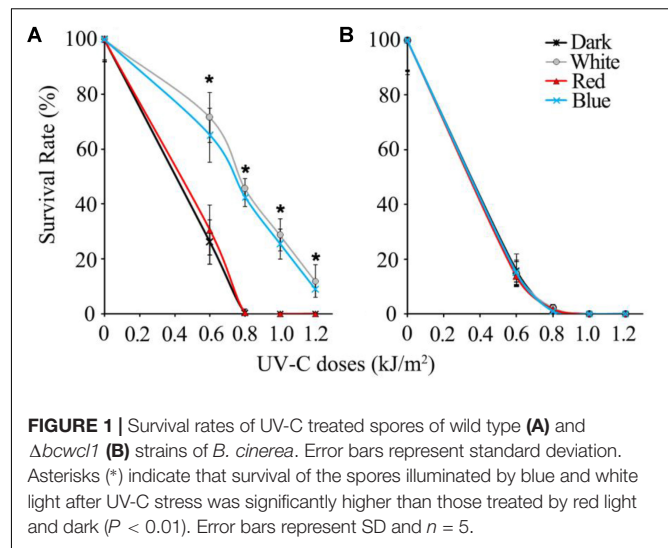 A
B
100
80
60
40
20
0
Survival Rate (%)
* * * *
0 0.2 0.4 0.6 0.8 1.0 1.2
100
80
60
40
20
0
Dark
White
Red
Blue
0 0.2 0.4 0.6 0.8 1.0 1.2
UV-C doses (kJ/m²)
FIGURE 1 | Survival rates of UV-C treated spores of wild type (A) and
Δbcwcl1 (B) strains of B. cinerea. Error bars represent standard deviation.
Asterisks (*) indicate that survival of the spores illuminated by blue and white
light after UV-C stress was significantly higher than those treated by red light
and dark (P < 0.01). Error bars represent SD and n = 5.